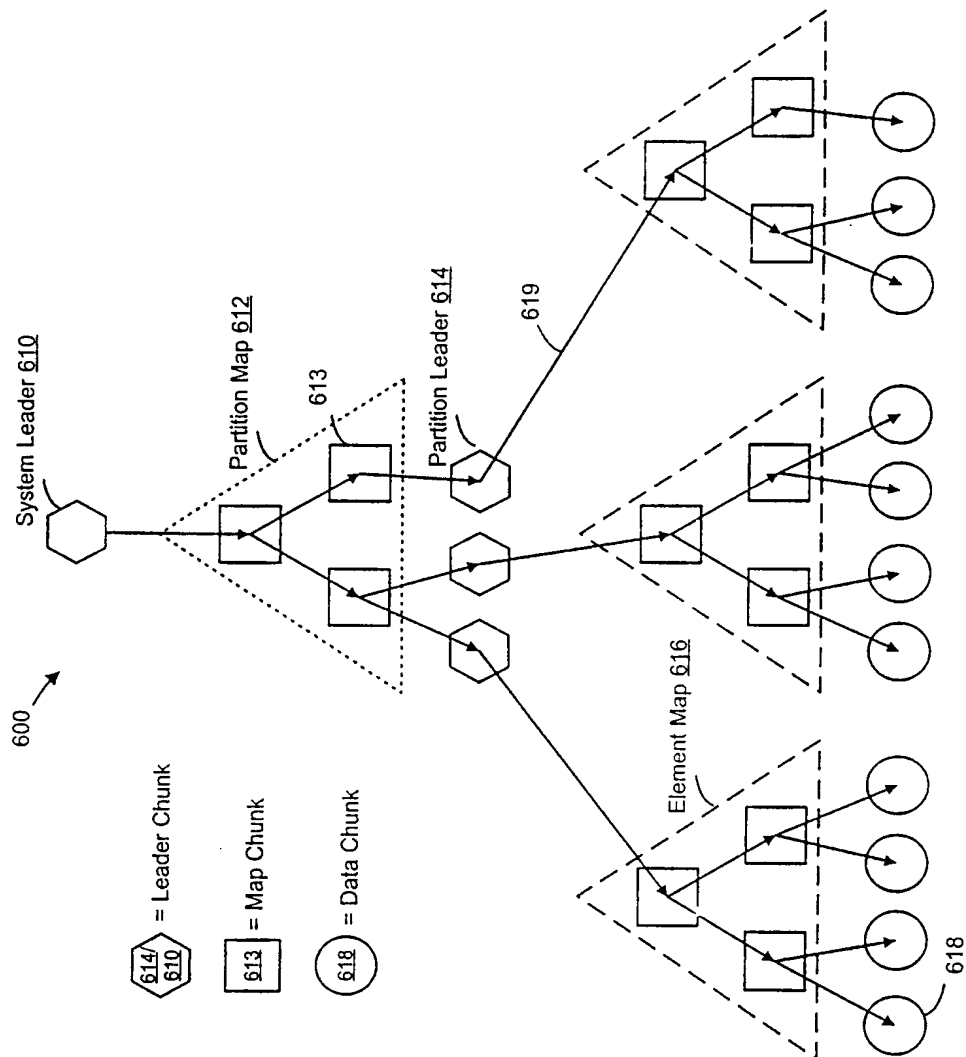 600
System Leader 610
Partition Map 612
613
Partition Leader 614
619
614/
610
= Leader Chunk
613
= Map Chunk
618
= Data Chunk
Element Map 616
618